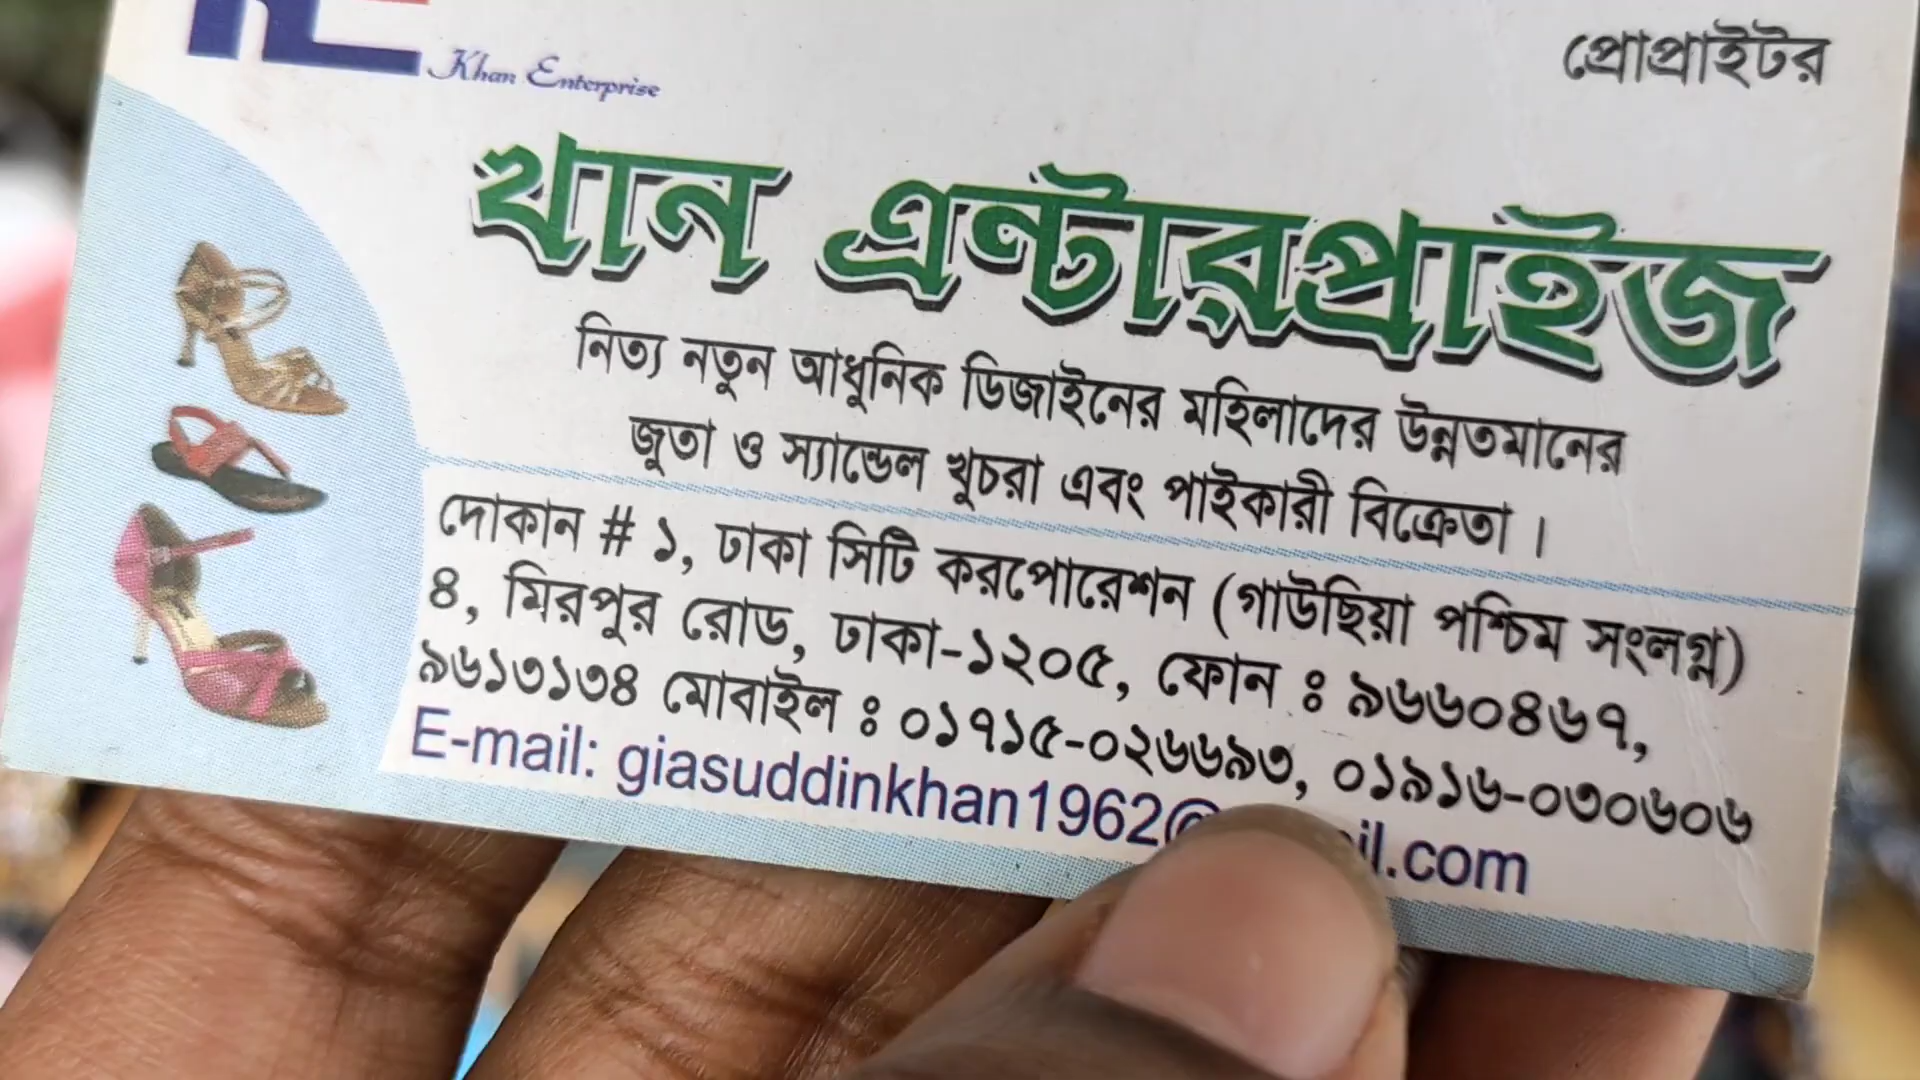 Khan Enterprise
প্রোপ্রাইটর
খান এন্টারপ্রাইজ
নিত্য নতুন আধুনিক ডিজাইনের মহিলাদের উন্নতমানের
জুতা ও স্যান্ডেল খুচরা এবং পাইকারী বিক্রেতা।
দোকান # ১, ঢাকা সিটি করপোরেশন (গাউছিয়া পশ্চিম সংলগ্ন)
৪, মিরপুর রোড, ঢাকা-১২০৫, ফোন : ৯৬৬০৪৬৭,
৯৬১৩১৩৪ মোবাইল : ০১৭১৫-০২৬৬৯৩, ০১৯১৬-০৩০৬০৬
E-mail: